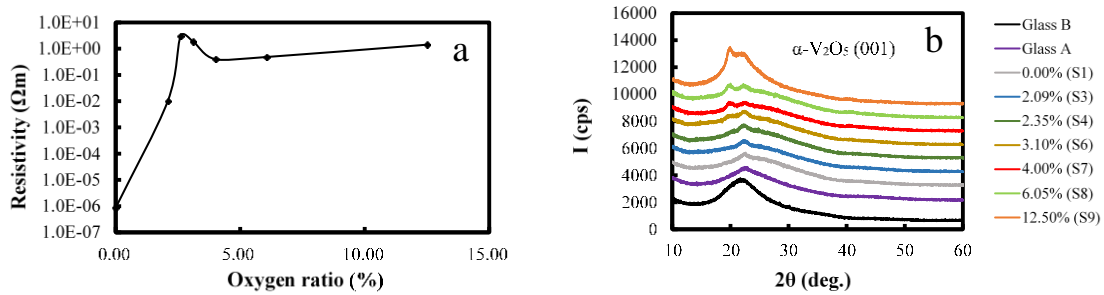 1.0E+01
1.0E+00
1.0E-01
1.0E-02
1.0E-03
1.0E-04
1.0E-05
1.0E-06
1.0E-07
Resistivity (Ωm)
0.00 5.00 10.00 15.00
Oxygen ratio (%)
a
16000
14000
12000
10000
8000
6000
4000
2000
0
I (cps)
10 20 30 40 50 60
2θ (deg.)
α-V₂O₅ (001)
b
Glass B
Glass A
0.00% (S1)
2.09% (S3)
2.35% (S4)
3.10% (S6)
4.00% (S7)
6.05% (S8)
12.50% (S9)